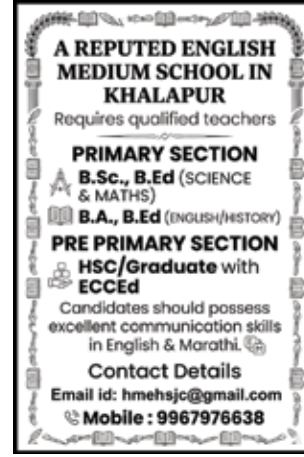 A REPUTED ENGLISH
MEDIUM SCHOOL IN
KHALAPUR
Requires qualified teachers
PRIMARY SECTION
B.Sc., B.Ed (SCIENCE
& MATHS)
B.A., B.Ed (ENGLISH/HISTORY)
PRE PRIMARY SECTION
HSC/Graduate with
ECCEd
Candidates should possess
excellent communication skills
in English & Marathi.
Contact Details
Email id: hmehsjc@gmail.com
Mobile : 9967976638